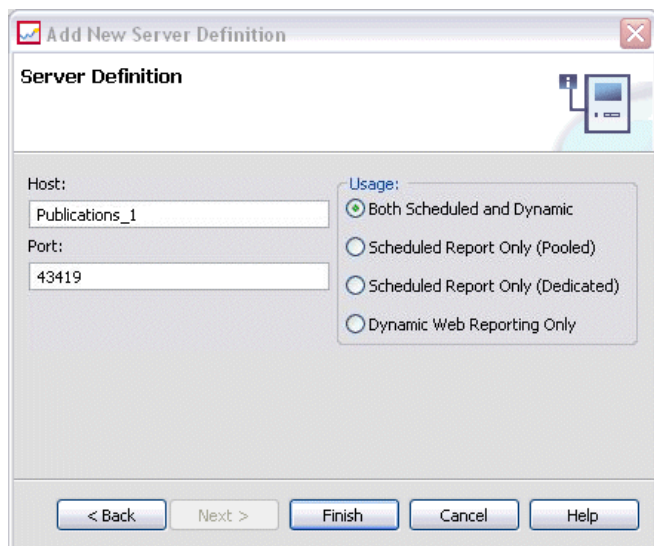 Add New Server Definition
Server Definition
Host:
Publications_1
Port:
43419
Usage:
Both Scheduled and Dynamic
Scheduled Report Only (Pooled)
Scheduled Report Only (Dedicated)
Dynamic Web Reporting Only
< Back
Next >
Finish
Cancel
Help